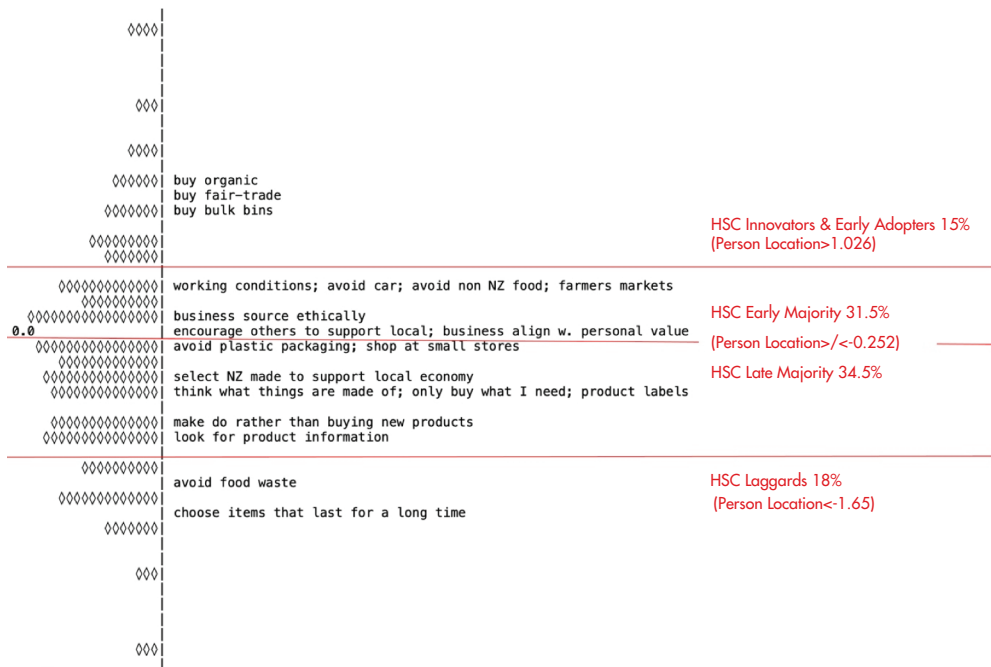 buy organic
buy fair-trade
buy bulk bins
HSC Innovators & Early Adopters 15%
(Person Location>1.026)
working conditions; avoid car; avoid non NZ food; farmers markets
business source ethically
HSC Early Majority 31.5%
0.0 encourage others to support local; business align w. personal value
avoid plastic packaging; shop at small stores
(Person Location>/<-0.252)
select NZ made to support local economy
HSC Late Majority 34.5%
think what things are made of; only buy what I need; product labels
make do rather than buying new products
look for product information
avoid food waste
HSC Laggards 18%
(Person Location<-1.65)
choose items that last for a long time